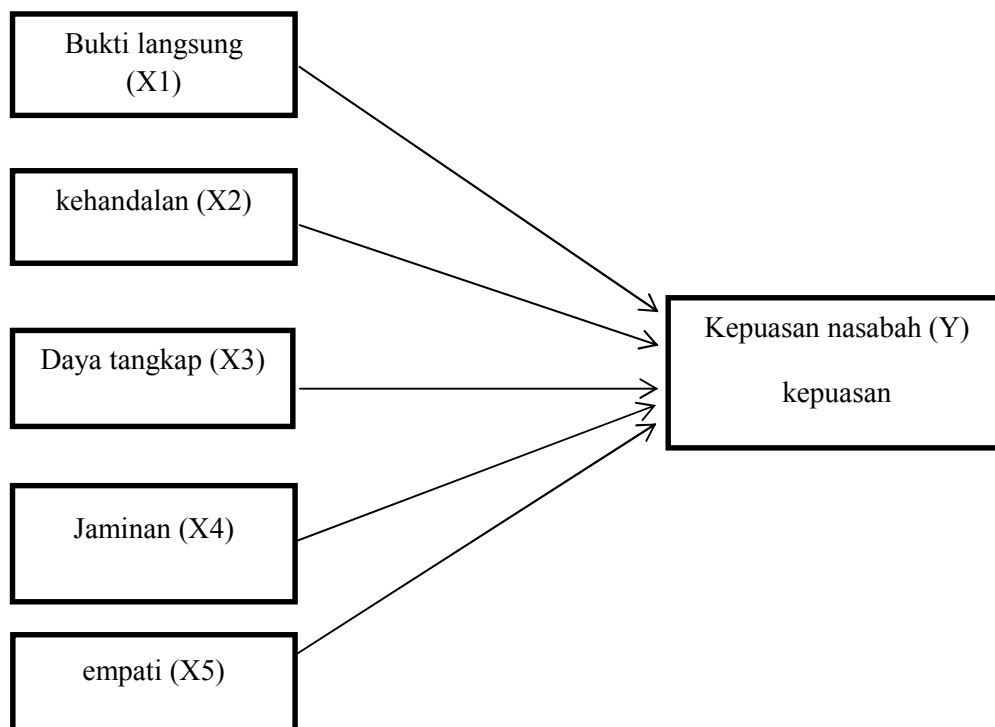 Bukti langsung
(X1)
kehandalan (X2)
Daya tangkap (X3)
Jaminan (X4)
empati (X5)
Kepuasan nasabah (Y)
kepuasan